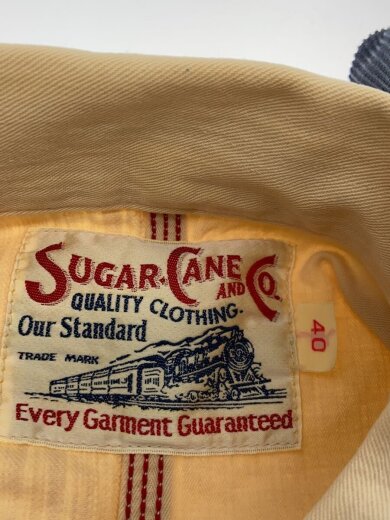 SUGAR·CANE
AND CO.
QUALITY CLOTHING.
Our Standard
TRADE MARK
Every Garment Guaranteed
40